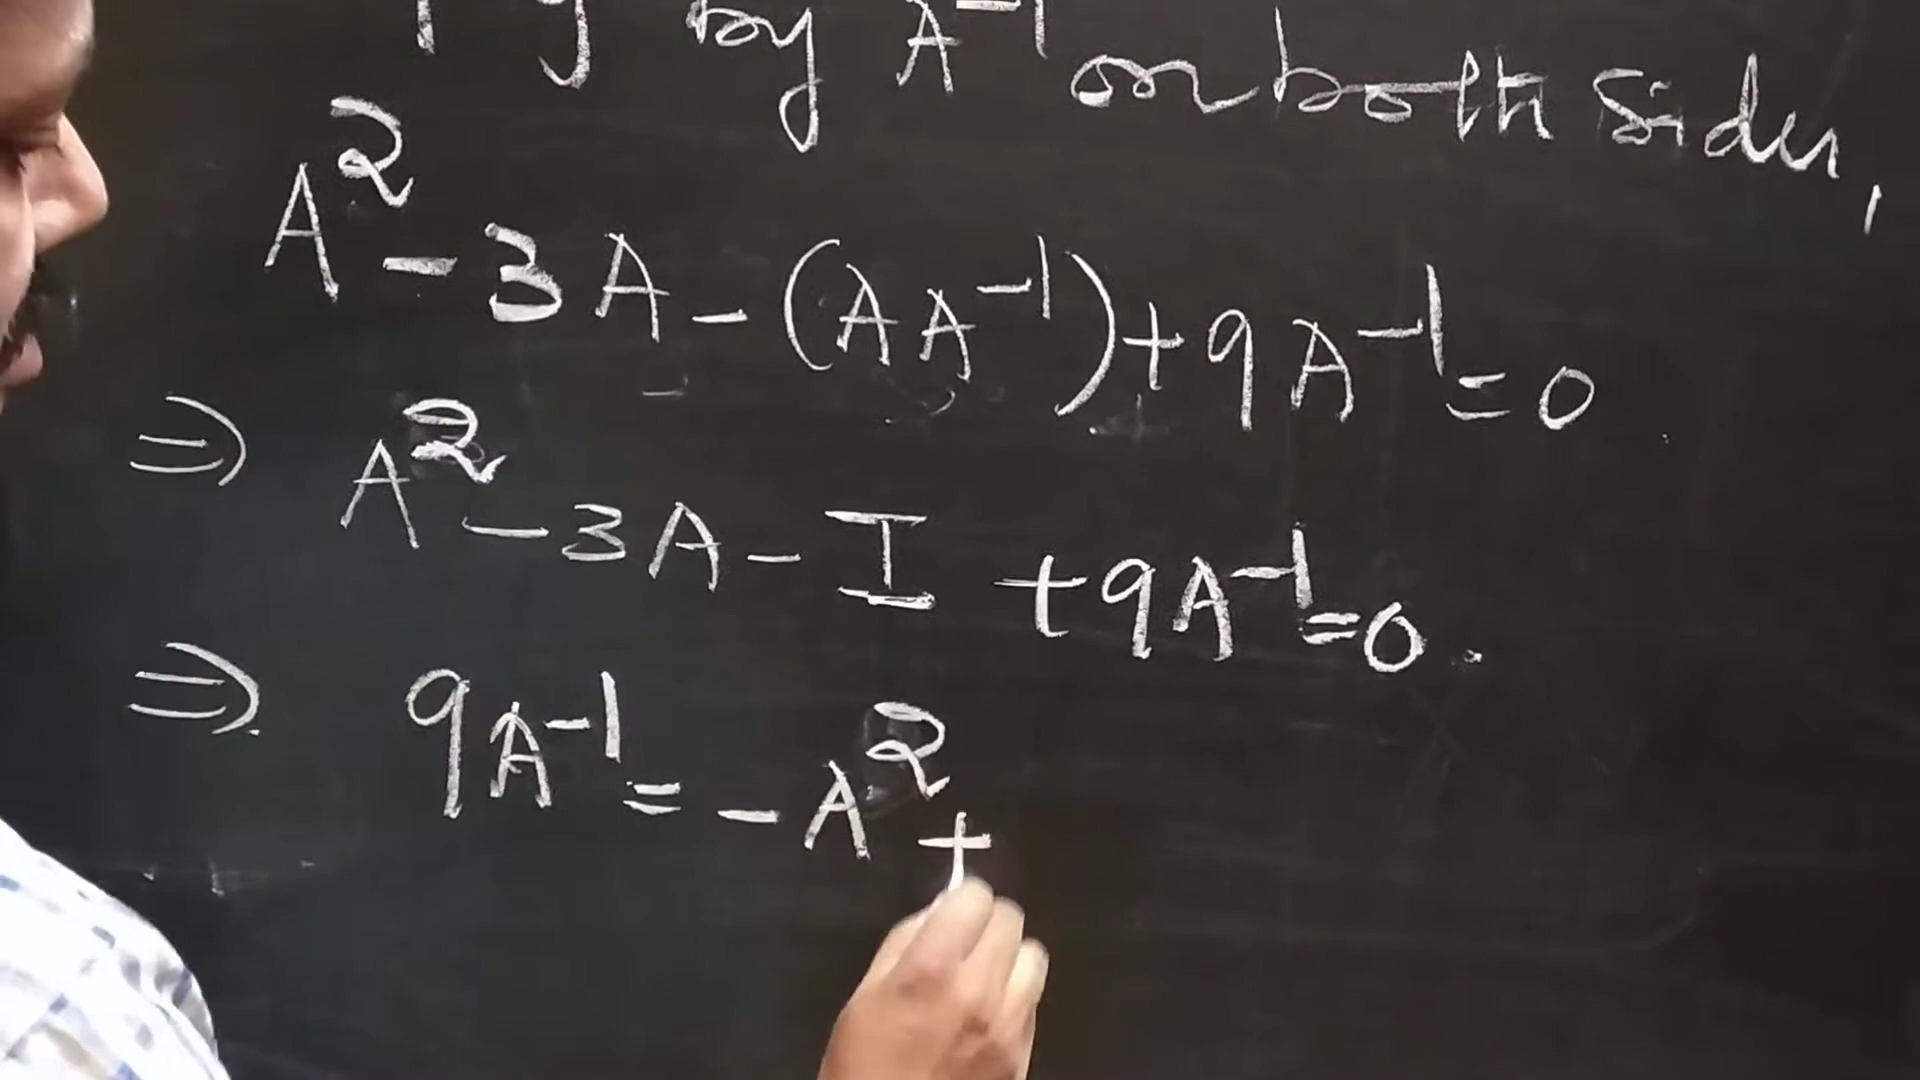 by A⁻¹ on both sides,
A² - 3A - (AA⁻¹) + 9A⁻¹ = 0
⇒ A² - 3A - I + 9A⁻¹ = 0.
⇒ 9A⁻¹ = -A² +